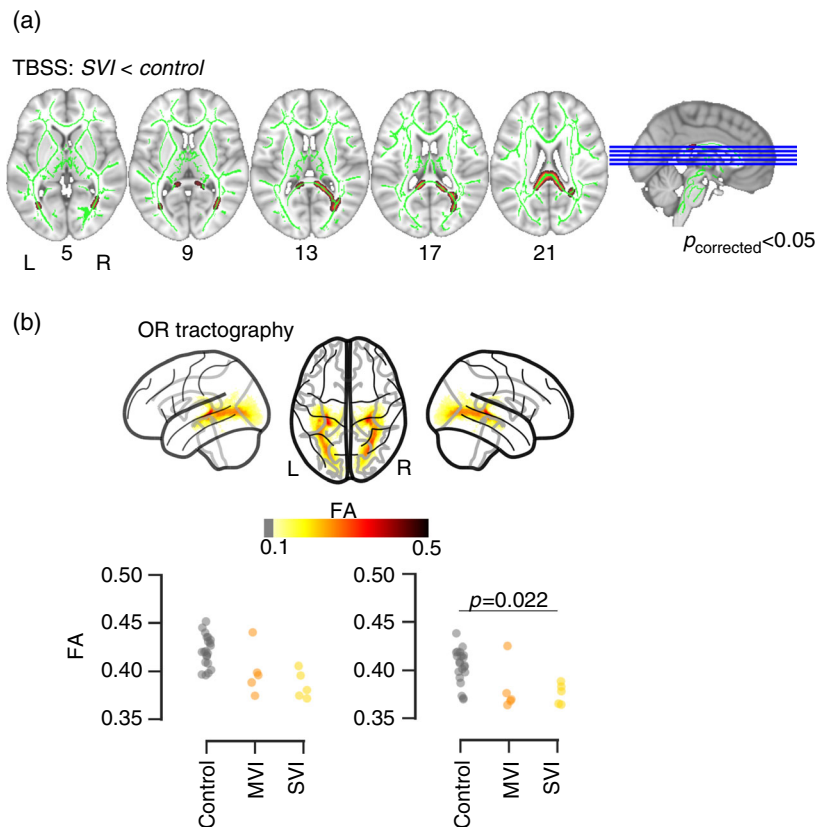 (a)
TBSS: SVI < control
5 9 13 17 21
L R
pcorrected<0.05
(b)
OR tractography
L R
FA
0.1 0.5
0.50 0.50
p=0.022
0.45 0.45
FA
0.40 0.40
0.35 0.35
Control MVI SVI Control MVI SVI